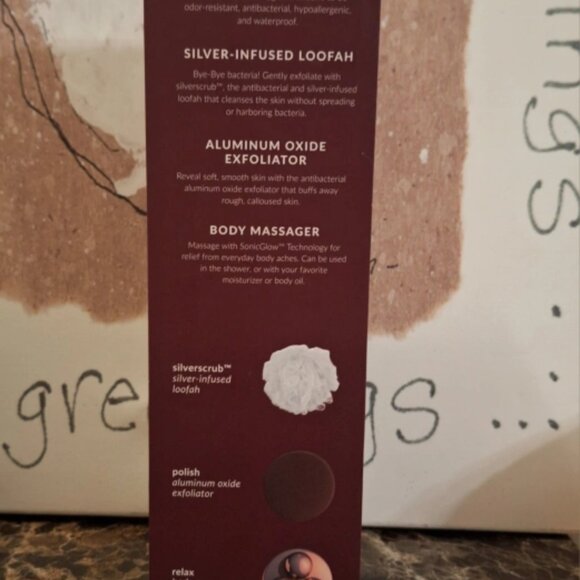 odor-resistant, antibacterial, hypoallergenic,
and waterproof.
SILVER-INFUSED LOOFAH
Bye-Bye bacteria! Gently exfoliate with
silverscrub™, the antibacterial and silver-infused
loofah that cleanses the skin without spreading
or harboring bacteria.
ALUMINUM OXIDE
EXFOLIATOR
Reveal soft, smooth skin with the antibacterial
aluminum oxide exfoliator that buffs away
rough, calloused skin.
BODY MASSAGER
Massage with SonicGlow™ Technology for
relief from everyday body aches. Can be used
in the shower, or with your favorite
moisturizer or body oil.
silverscrub™
silver-infused
loofah
polish
aluminum oxide
exfoliator
relax
ings.
gre
gs ...